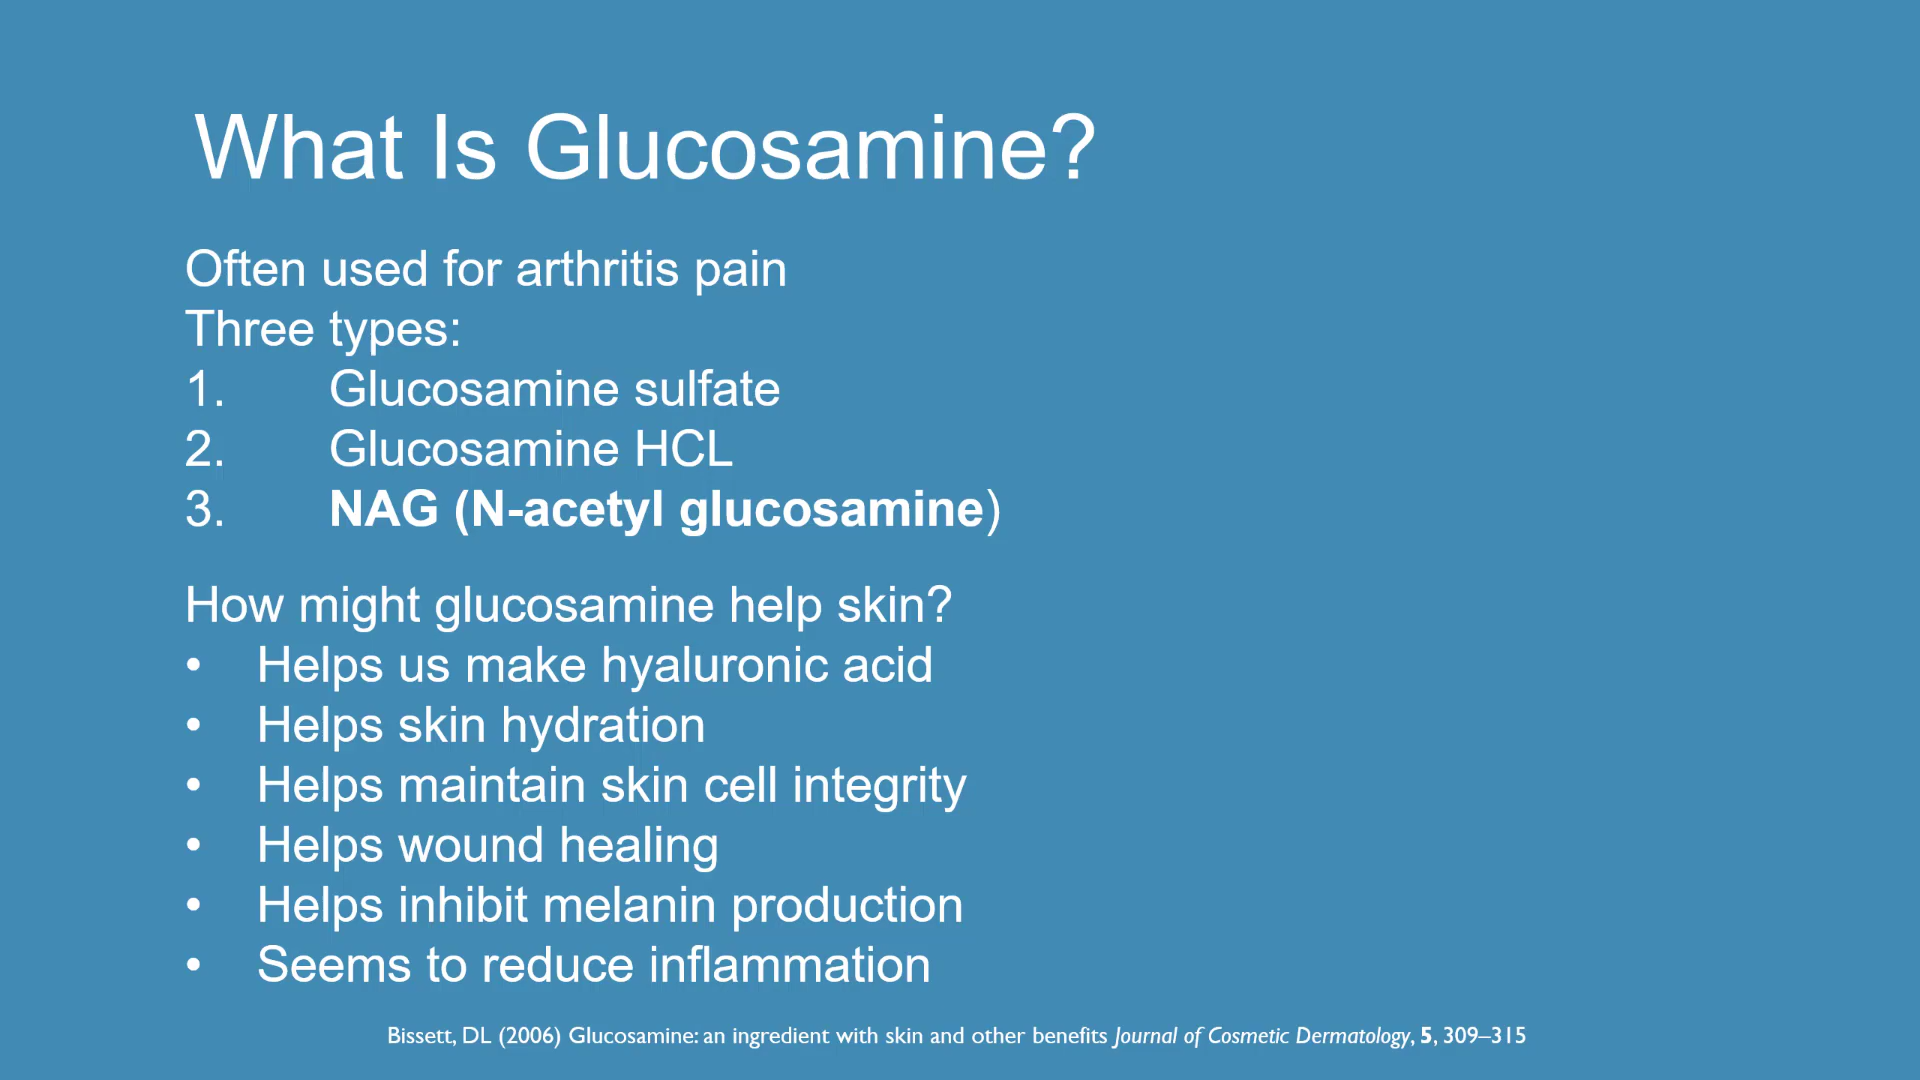 What Is Glucosamine?
Often used for arthritis pain
Three types:
1. Glucosamine sulfate
2. Glucosamine HCL
3. NAG (N-acetyl glucosamine)
How might glucosamine help skin?
• Helps us make hyaluronic acid
• Helps skin hydration
• Helps maintain skin cell integrity
• Helps wound healing
• Helps inhibit melanin production
• Seems to reduce inflammation
Bissett, DL (2006) Glucosamine: an ingredient with skin and other benefits Journal of Cosmetic Dermatology, 5, 309–315